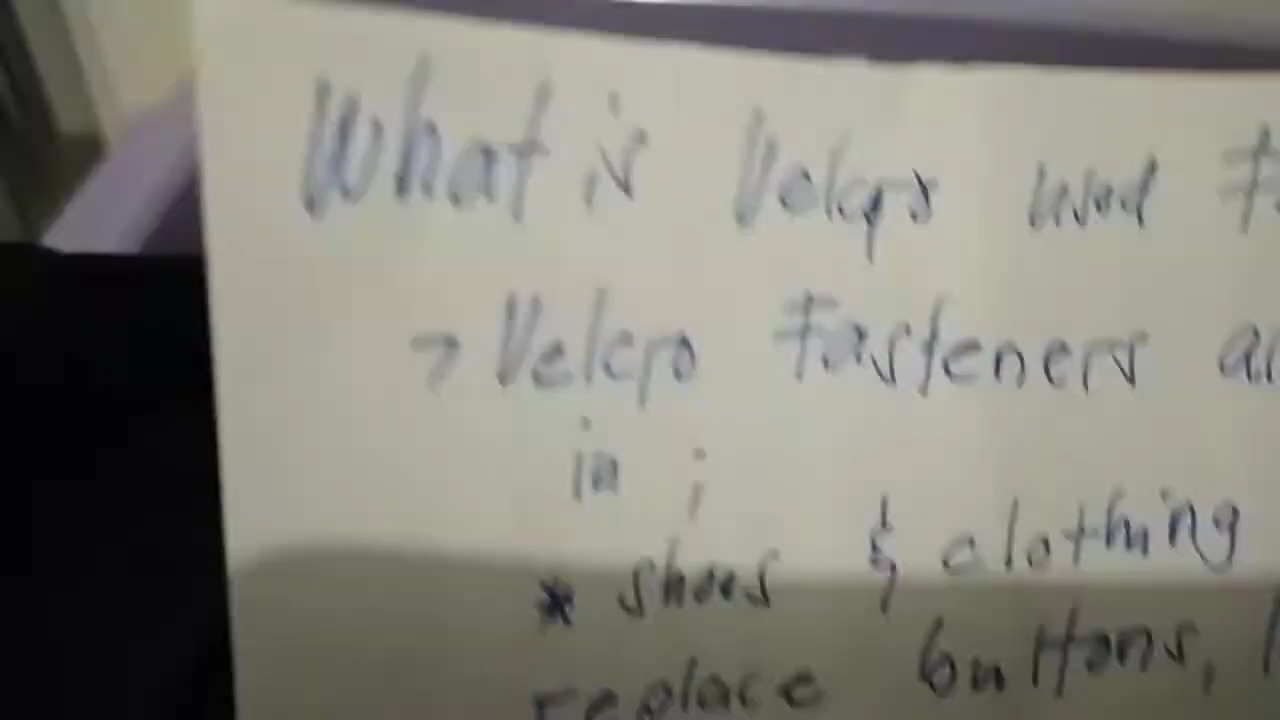 What is Velcro used
> Velcro Fasteners
in ;
* shoes & clothing
replace buttons,